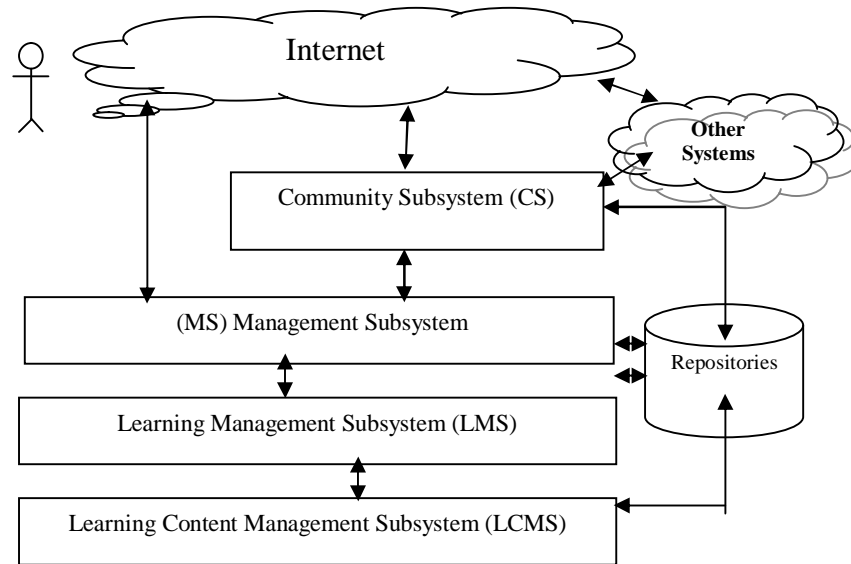 Internet
Other
Systems
Community Subsystem (CS)
(MS) Management Subsystem
Repositories
Learning Management Subsystem (LMS)
Learning Content Management Subsystem (LCMS)